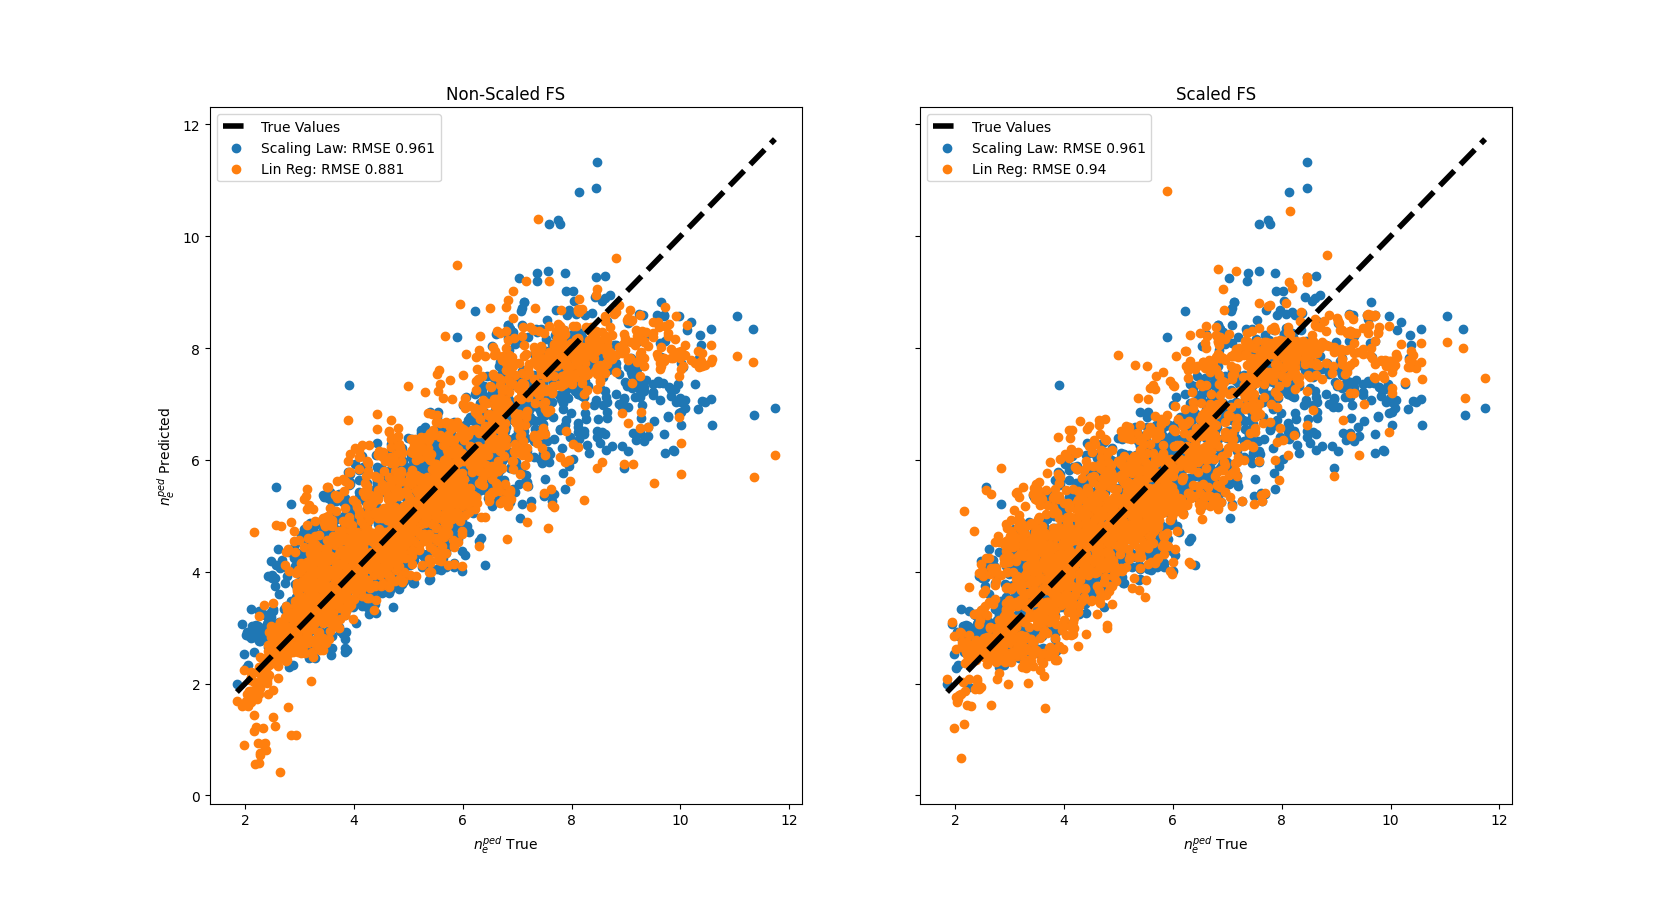 Non-Scaled FS
True Values
Scaling Law: RMSE 0.961
Lin Reg: RMSE 0.881
12
10
8
6
4
2
0
n_e^{ped} Predicted
2 4 6 8 10 12
n_e^{ped} True
Scaled FS
True Values
Scaling Law: RMSE 0.961
Lin Reg: RMSE 0.94
2 4 6 8 10 12
n_e^{ped} True